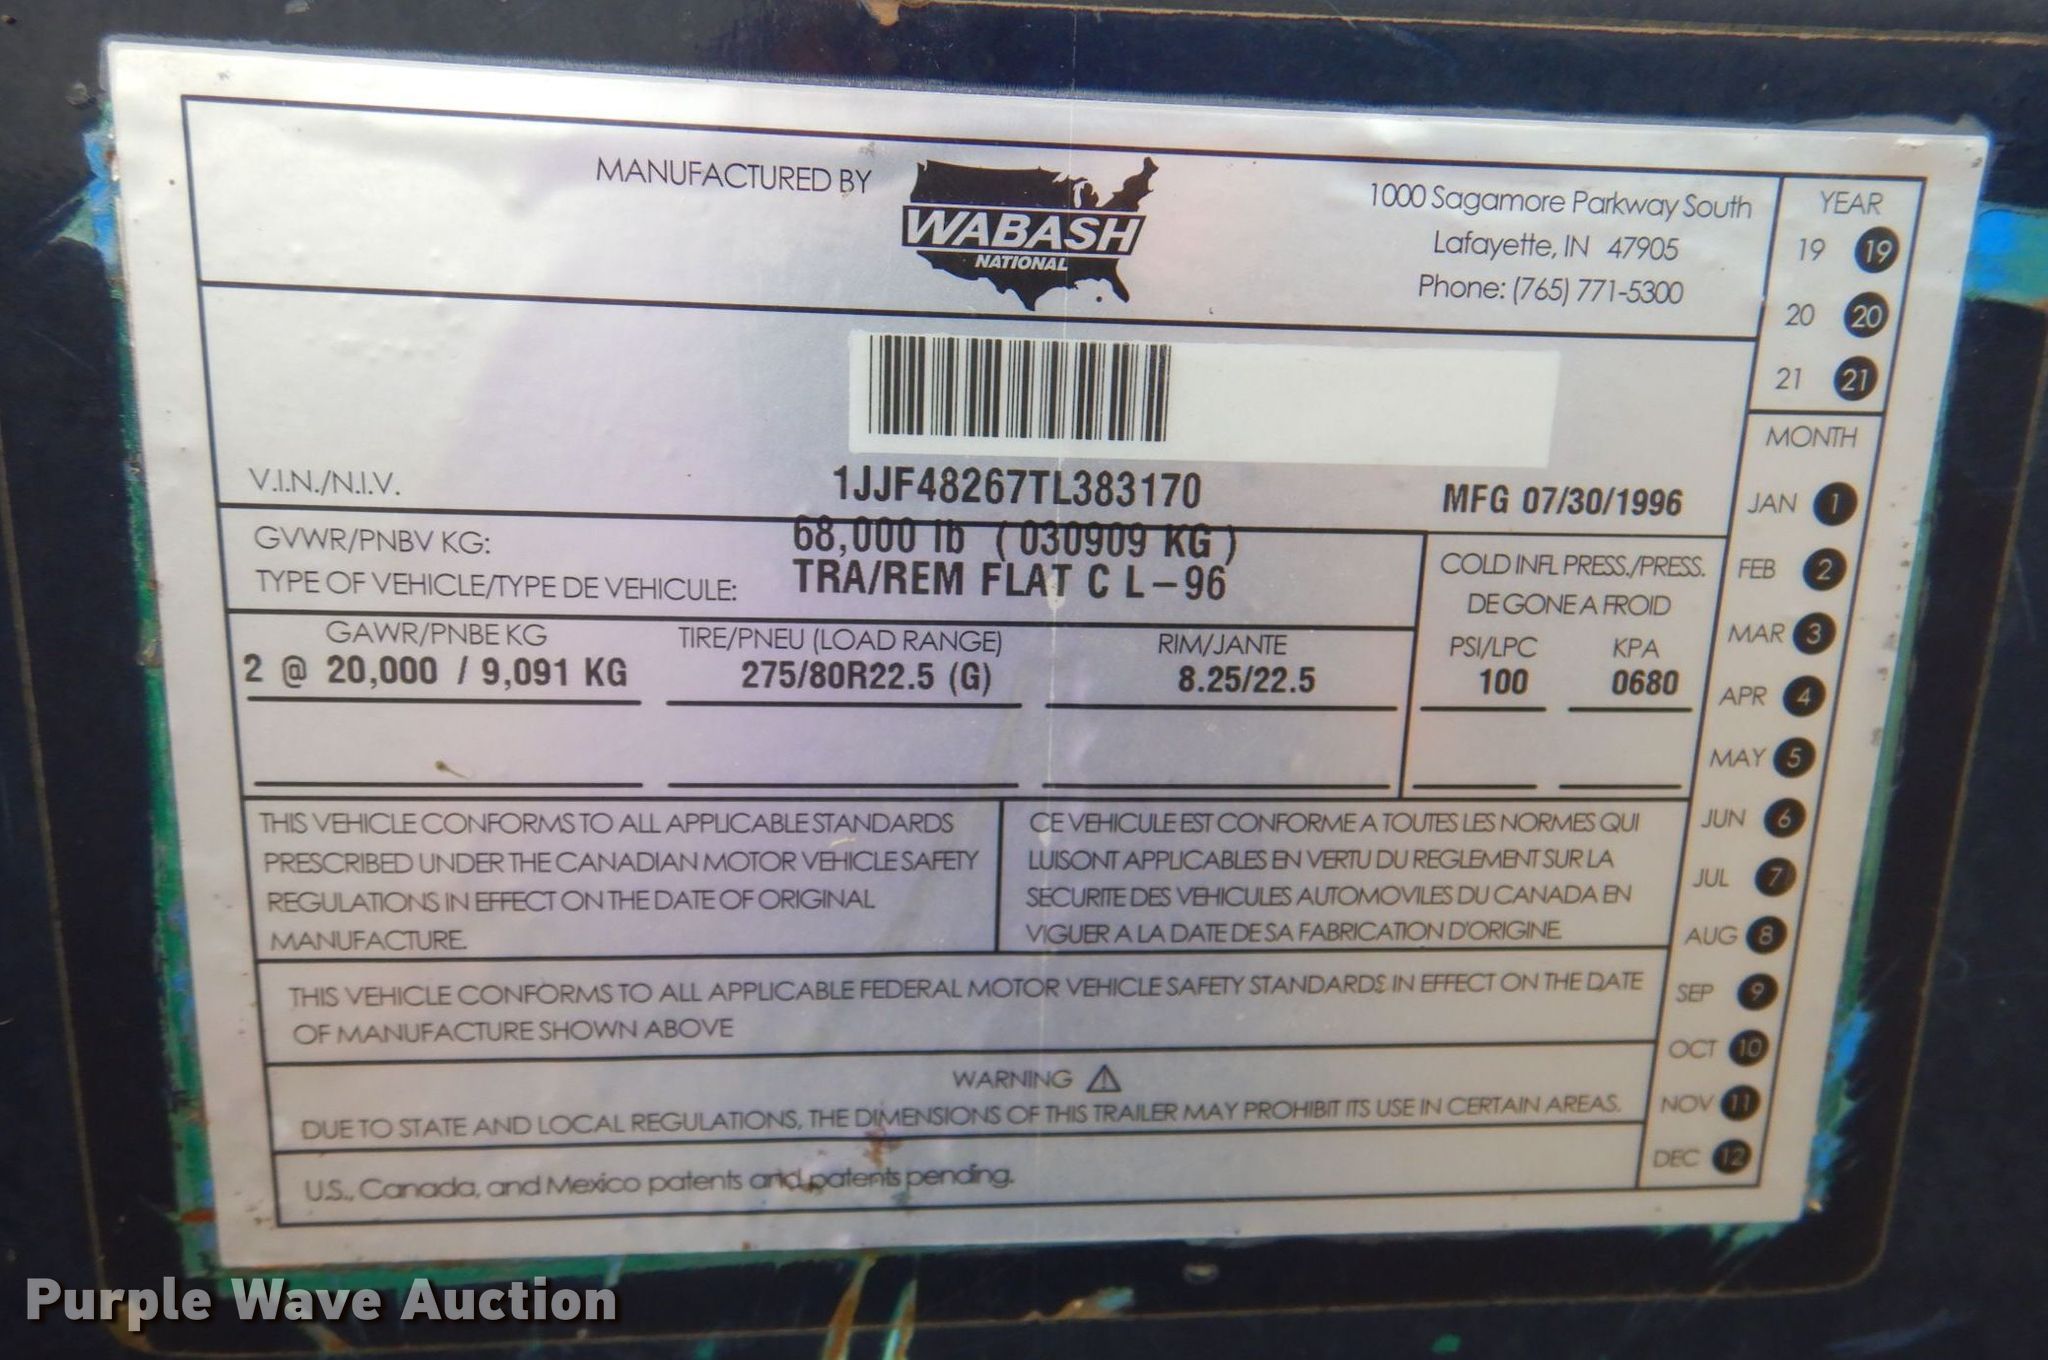 MANUFACTURED BY
WABASH
NATIONAL
1000 Sagamore Parkway South
Lafayette, IN 47905
Phone: (765) 771-5300
V.I.N./N.I.V.
1JJF48267TL383170
MFG 07/30/1996
GVWR/PNBV KG:
68,000 lb ( 030909 KG )
TYPE OF VEHICLE/TYPE DE VEHICULE:
TRA/REM FLAT C L-96
COLD INFL PRESS./PRESS.
DE GONE A FROID
GAWR/PNBE KG
TIRE/PNEU (LOAD RANGE)
RIM/JANTE
PSI/LPC
KPA
2 @ 20,000 / 9,091 KG
275/80R22.5 (G)
8.25/22.5
100
0680
THIS VEHICLE CONFORMS TO ALL APPLICABLE STANDARDS
PRESCRIBED UNDER THE CANADIAN MOTOR VEHICLE SAFETY
REGULATIONS IN EFFECT ON THE DATE OF ORIGINAL
MANUFACTURE.
CE VEHICULE EST CONFORME A TOUTES LES NORMES QUI
LUISONT APPLICABLES EN VERTU DU REGLEMENT SUR LA
SECURITE DES VEHICULES AUTOMOVILES DU CANADA EN
VIGUER A LA DATE DE SA FABRICATION D'ORIGINE
THIS VEHICLE CONFORMS TO ALL APPLICABLE FEDERAL MOTOR VEHICLE SAFETY STANDARDS IN EFFECT ON THE DATE
OF MANUFACTURE SHOWN ABOVE
WARNING
DUE TO STATE AND LOCAL REGULATIONS, THE DIMENSIONS OF THIS TRAILER MAY PROHIBIT ITS USE IN CERTAIN AREAS.
U.S., Canada, and Mexico patents and patents pending.
YEAR
19 19
20 20
21 21
MONTH
JAN 1
FEB 2
MAR 3
APR 4
MAY 5
JUN 6
JUL 7
AUG 8
SEP 9
OCT 10
NOV 11
DEC 12
Purple Wave Auction